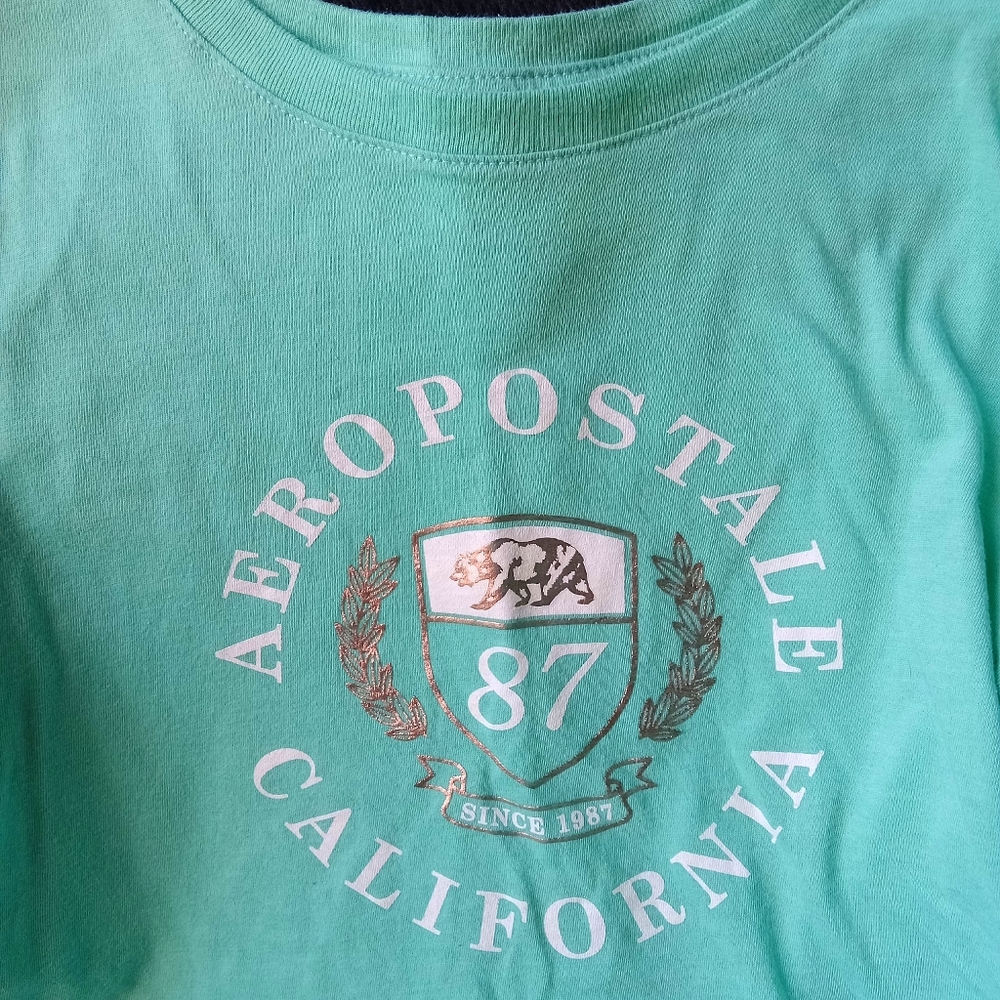 AEROPOSTALE
87
SINCE 1987
CALIFORNIA